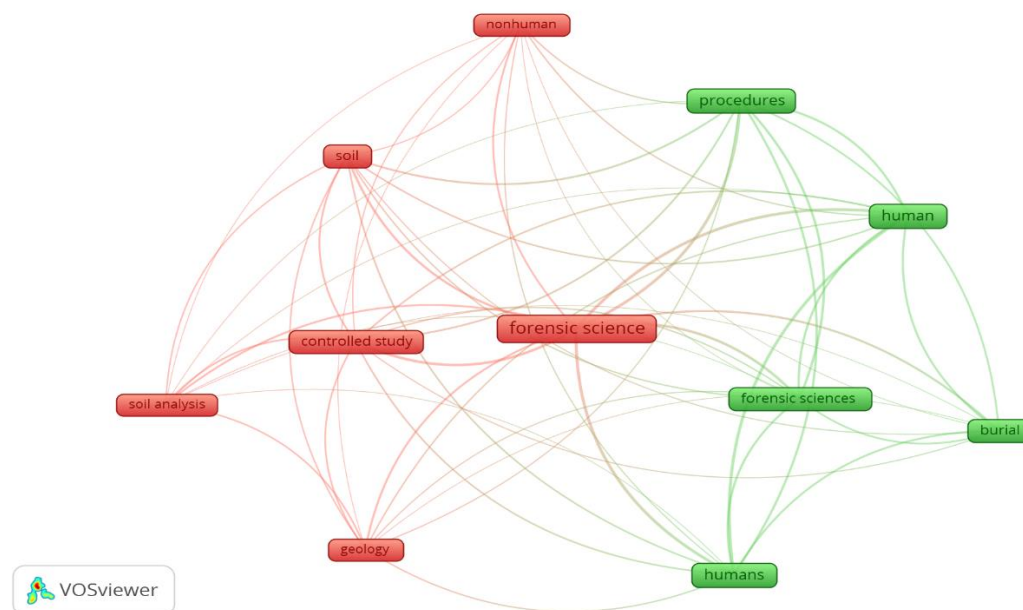 nonhuman
procedures
soil
human
forensic science
controlled study
forensic sciences
soil analysis
burial
geology
humans
VOSviewer